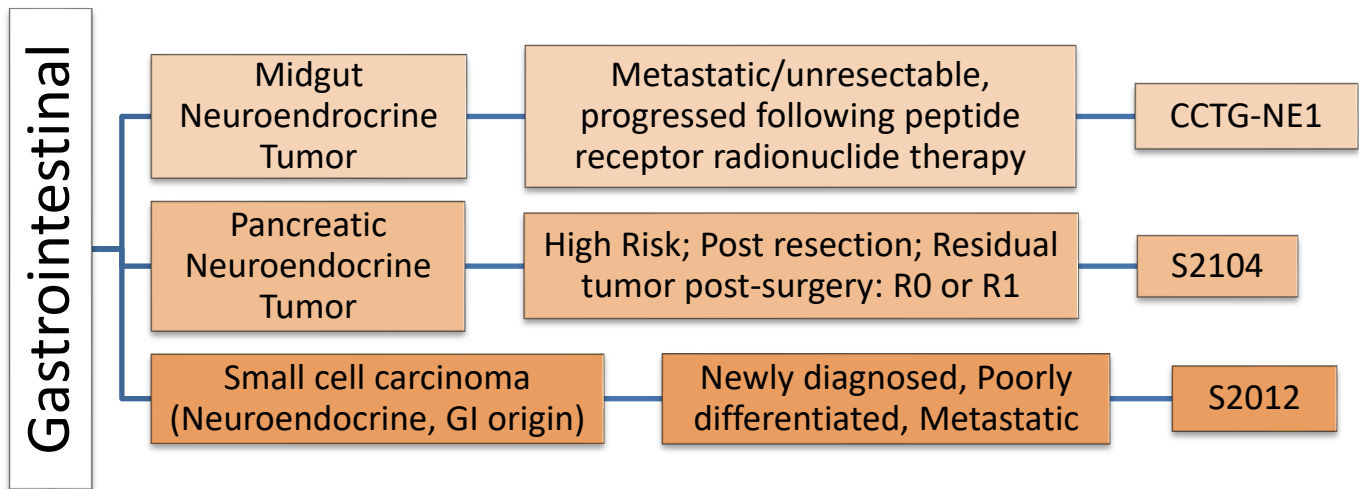 Gastrointestinal
Midgut
Neuroendrocrine
Tumor
Metastatic/unresectable,
progressed following peptide
receptor radionuclide therapy
CCTG-NE1
Pancreatic
Neuroendocrine
Tumor
High Risk; Post resection; Residual
tumor post-surgery: R0 or R1
S2104
Small cell carcinoma
(Neuroendocrine, GI origin)
Newly diagnosed, Poorly
differentiated, Metastatic
S2012